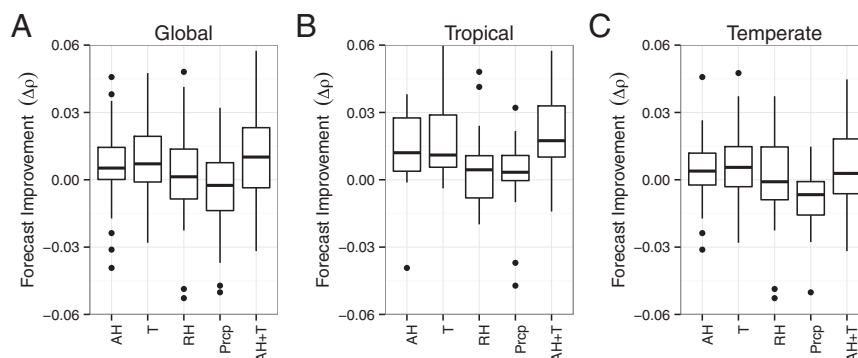 A Global
Forecast Improvement (Δρ)
0.06
0.03
0.00
−0.03
−0.06
AH
T
RH
Prcp
AH+T
B Tropical
Forecast Improvement (Δρ)
0.06
0.03
0.00
−0.03
−0.06
AH
T
RH
Prcp
AH+T
C Temperate
Forecast Improvement (Δρ)
0.06
0.03
0.00
−0.03
−0.06
AH
T
RH
Prcp
AH+T